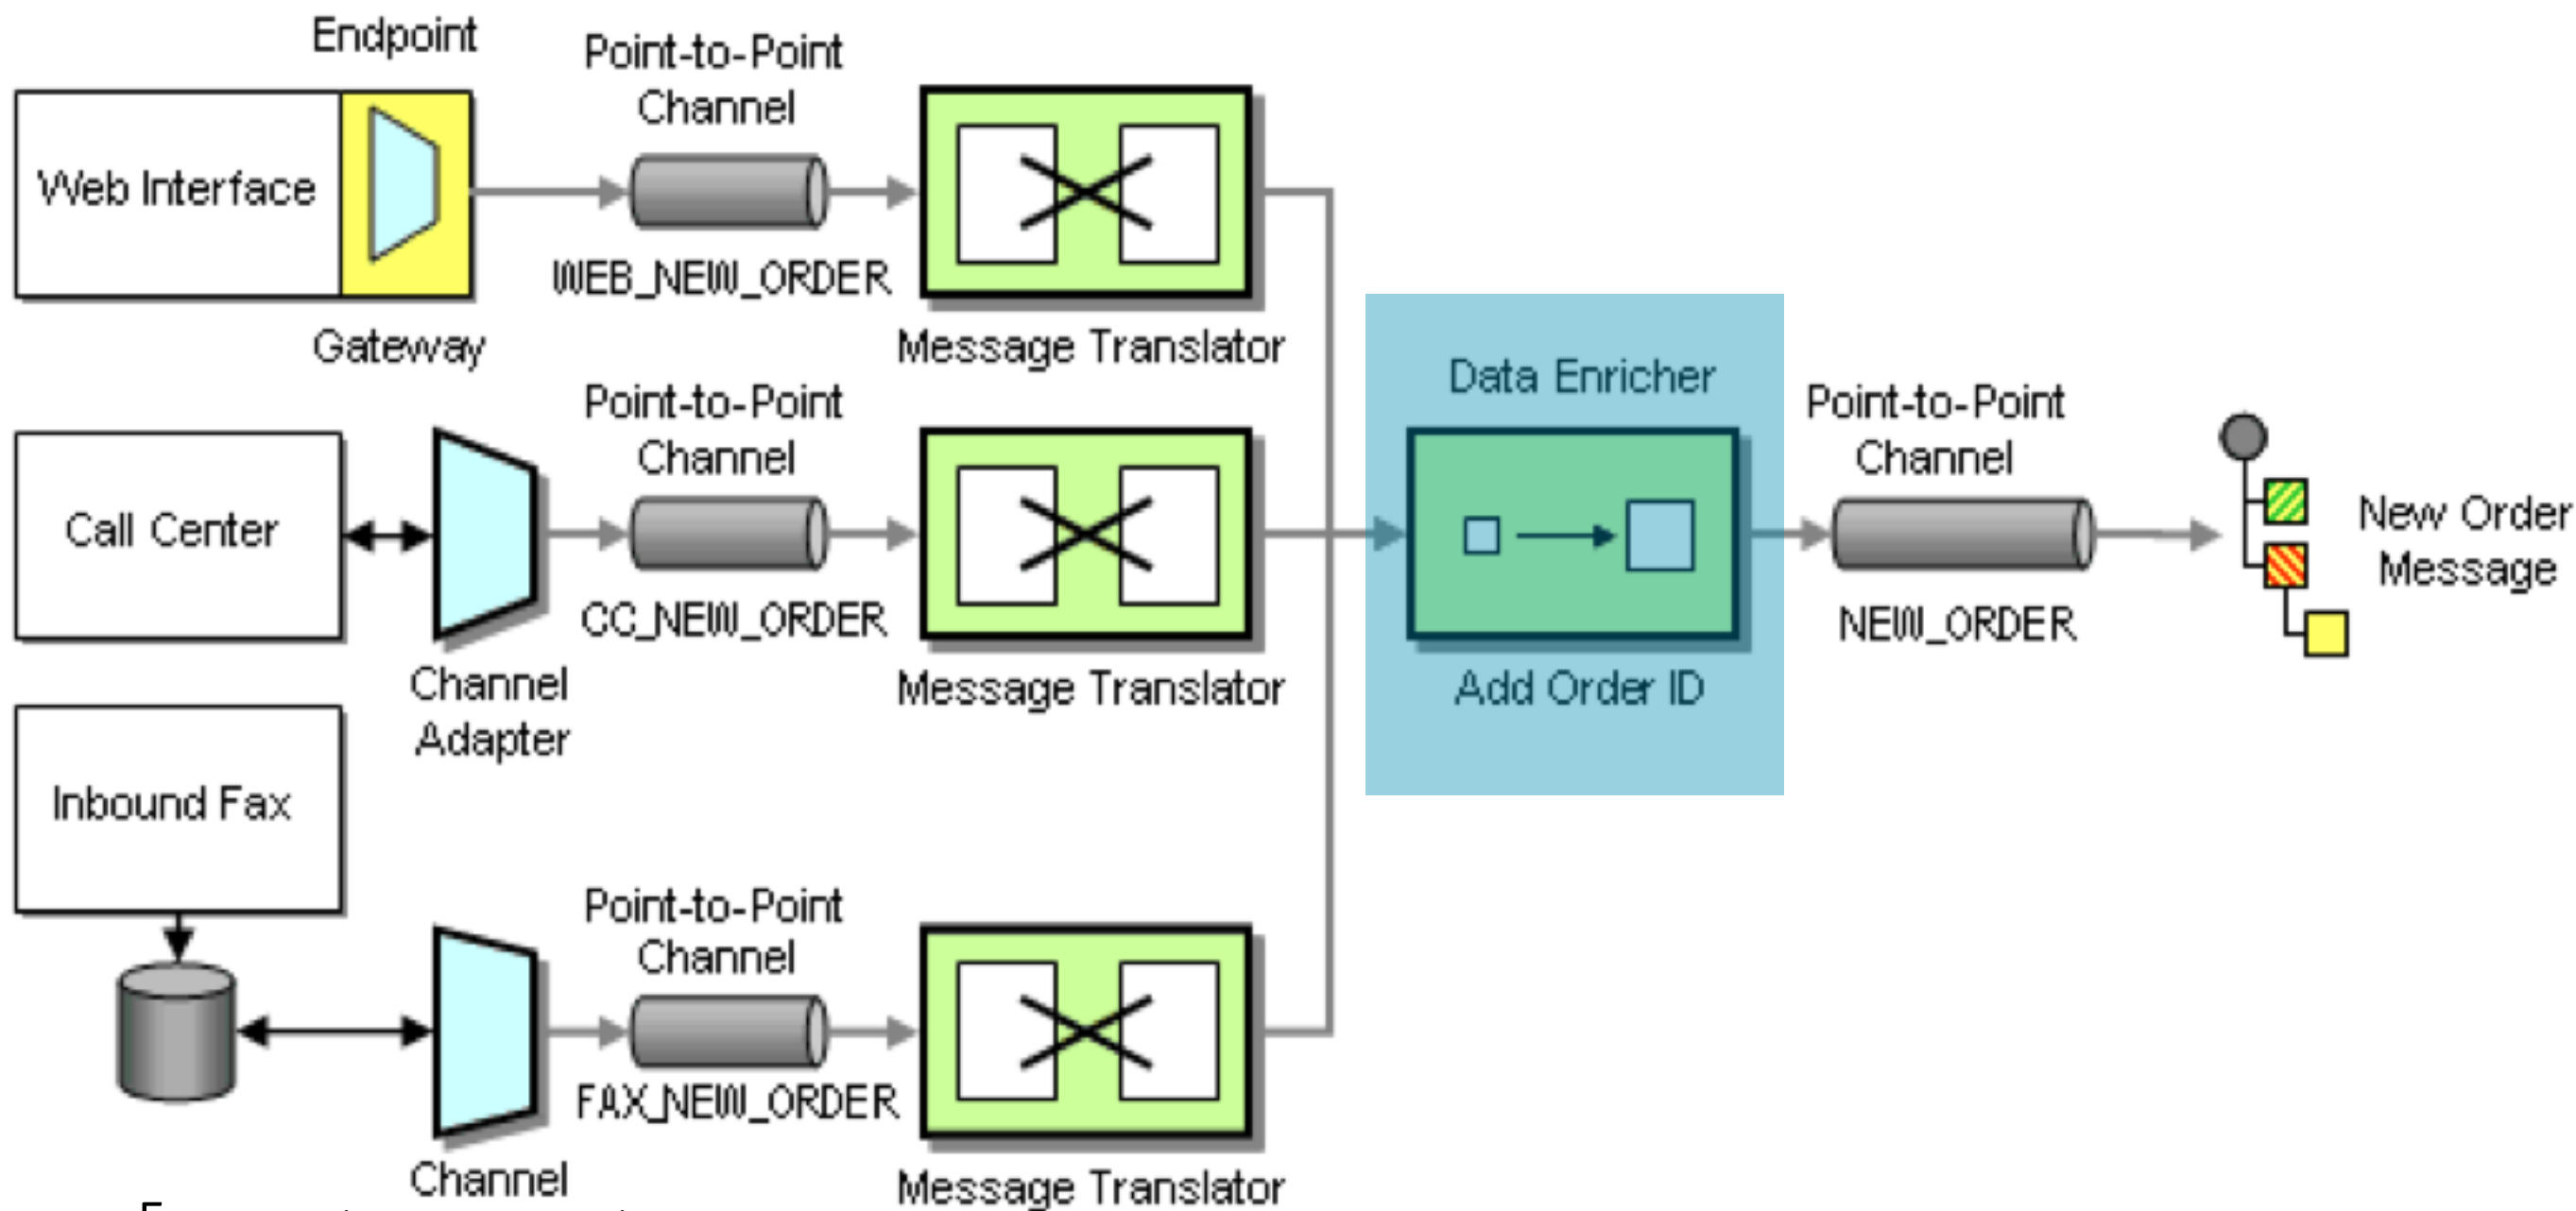 Endpoint
Point-to-Point
Channel
Web Interface
WEB_NEW_ORDER
Gateway
Message Translator
Data Enricher
Point-to-Point
Channel
Point-to-Point
Channel
Call Center
New Order
Message
CC_NEW_ORDER
NEW_ORDER
Channel
Adapter
Message Translator
Add Order ID
Inbound Fax
Point-to-Point
Channel
FAX_NEW_ORDER
Channel
Message Translator